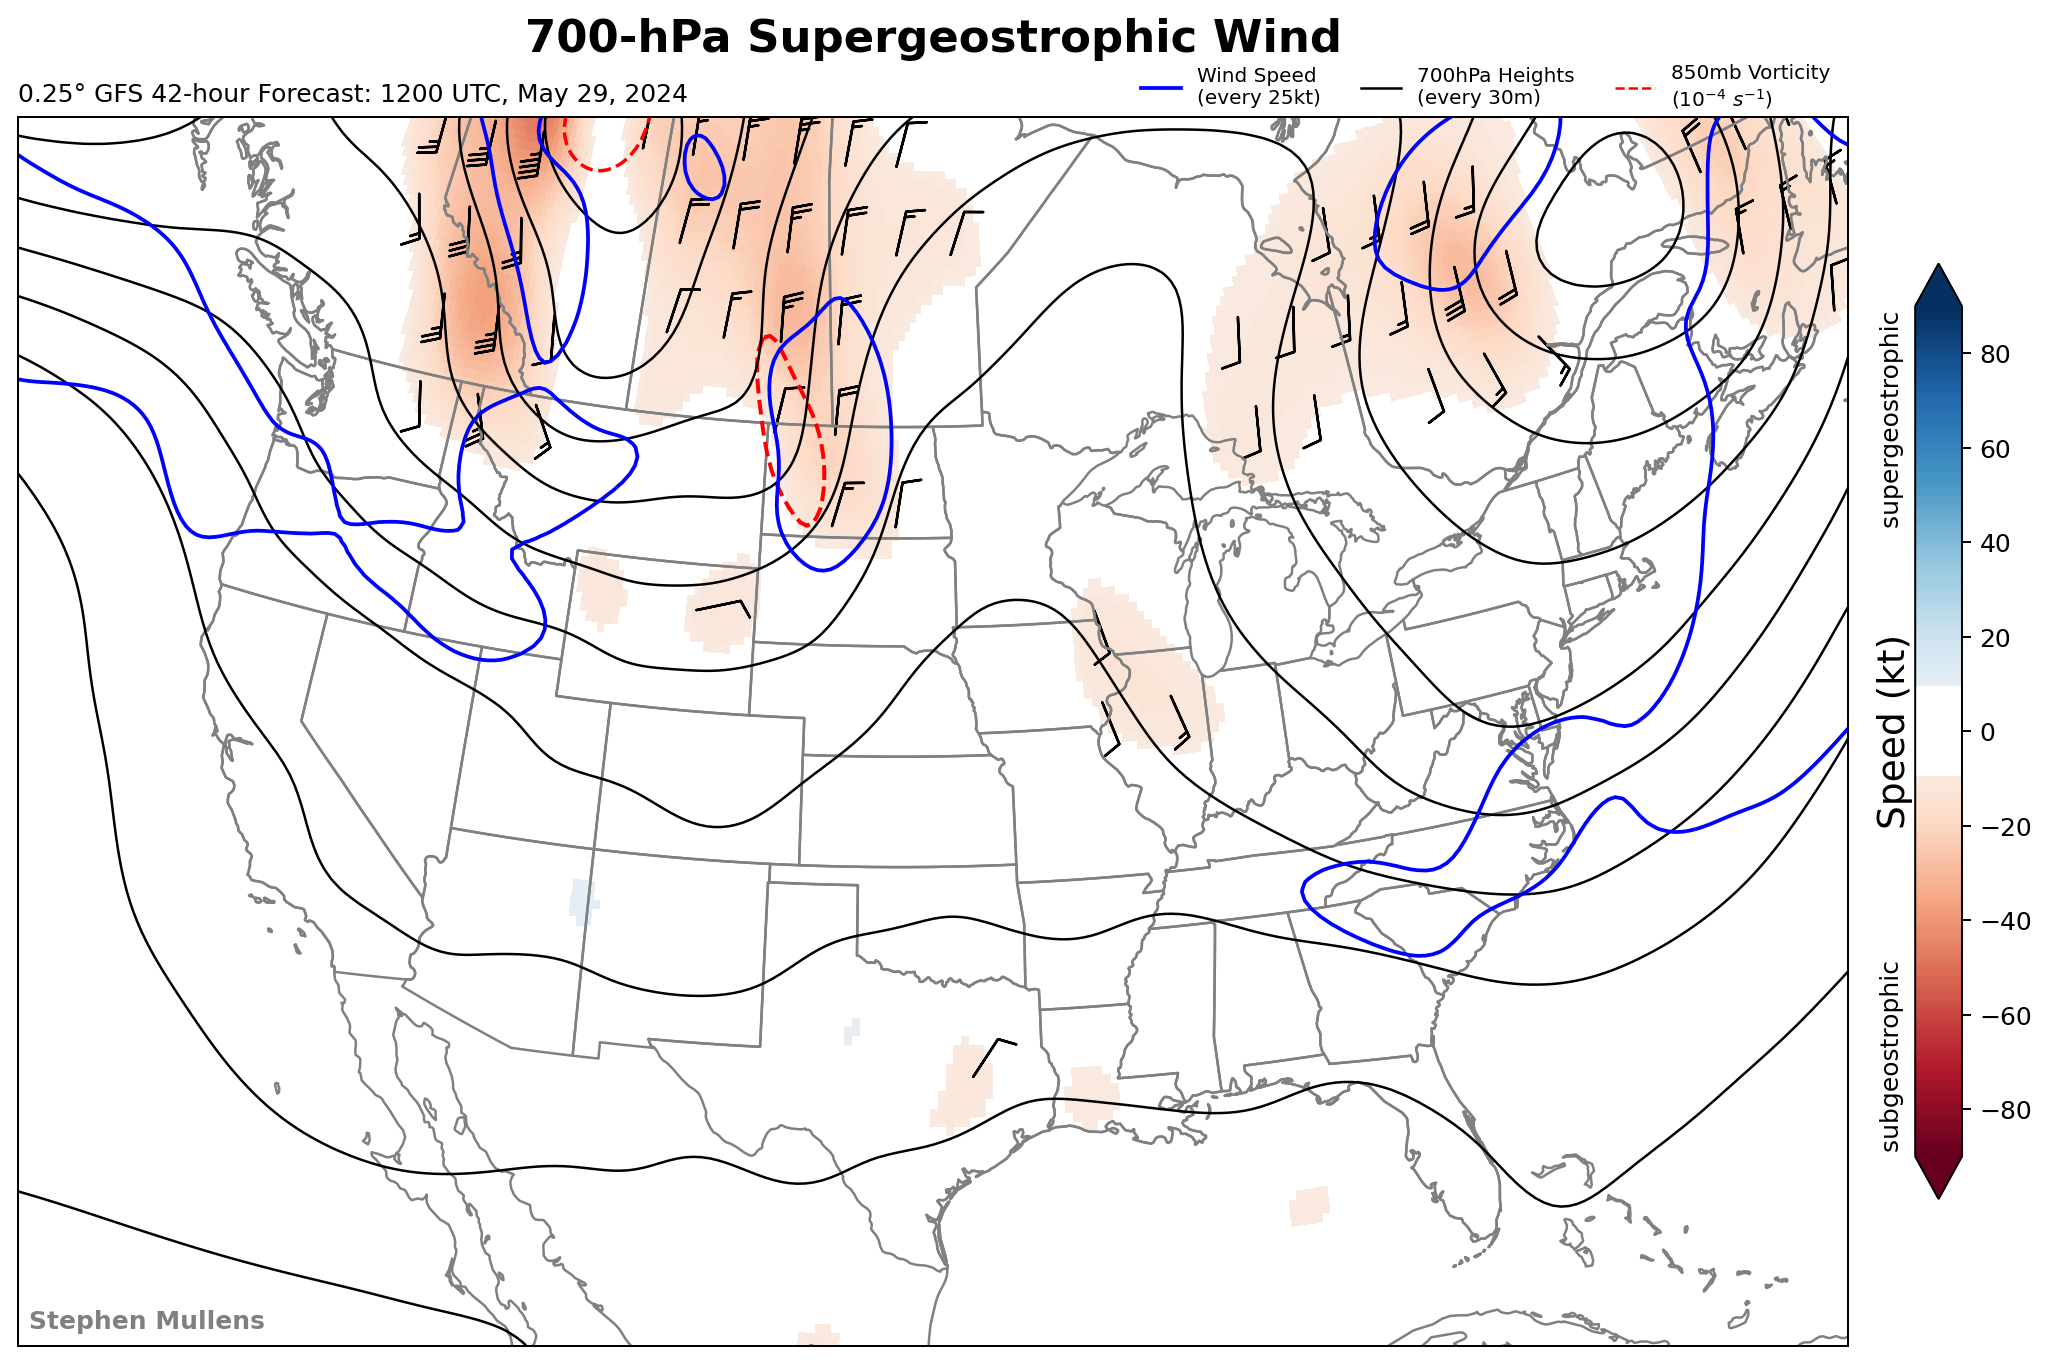 700-hPa Supergeostrophic Wind
0.25° GFS 42-hour Forecast: 1200 UTC, May 29, 2024
Wind Speed
(every 25kt)
700hPa Heights
(every 30m)
850mb Vorticity
(10⁻⁴ s⁻¹)
supergeostrophic
subgeostrophic
Speed (kt)
80
60
40
20
0
−20
−40
−60
−80
Stephen Mullens